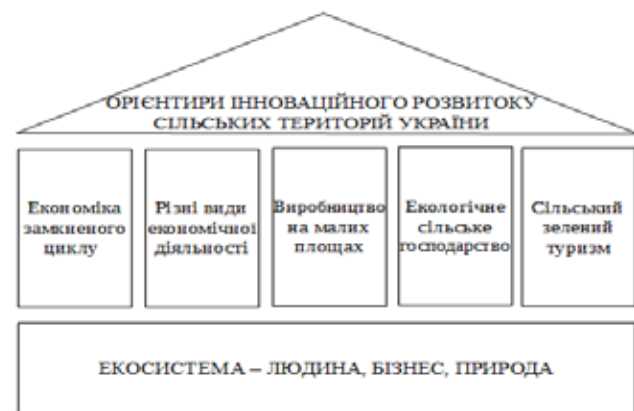 ОРІЄНТИРИ ІННОВАЦІЙНОГО РОЗВИТОКУ
СІЛЬСЬКИХ ТЕРИТОРІЙ УКРАЇНИ
Економіка
замкненого
циклу
Різні види
економічної
діяльності
Виробництво
на малих
площах
Екологічне
сільське
господарство
Сільський
зелений
туризм
ЕКОСИСТЕМА – ЛЮДИНА, БІЗНЕС, ПРИРОДА